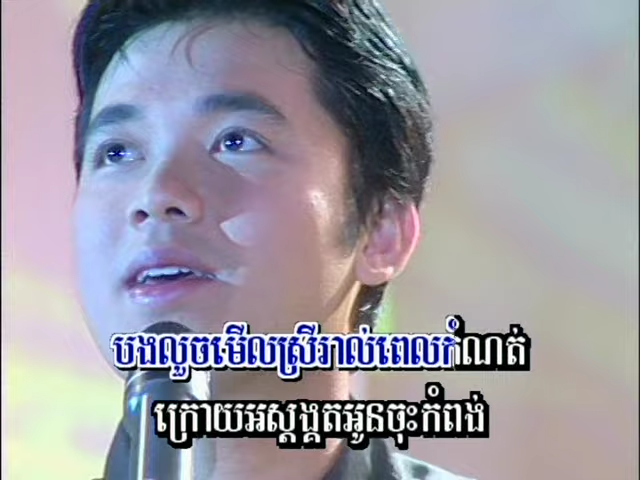 បងលួចមើលស្រីរាល់ពេលកំណត់
ក្រោយអស្តង្គតអូនចុះកំពង់